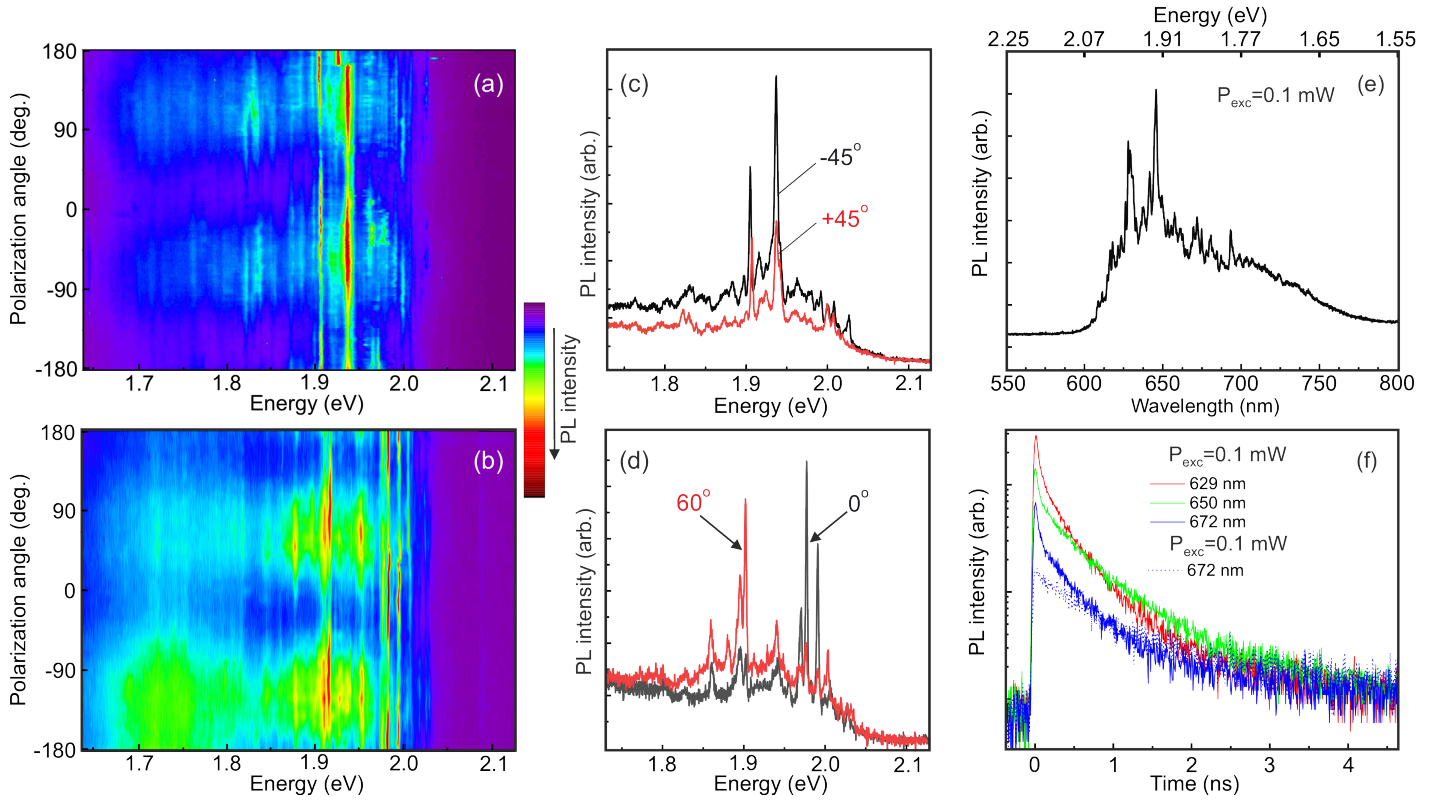 (a)
180
90
0
-90
-180
Polarization angle (deg.)
1.7
1.8
1.9
2.0
2.1
Energy (eV)
(b)
180
90
0
-90
-180
Polarization angle (deg.)
1.7
1.8
1.9
2.0
2.1
Energy (eV)
PL intensity
(c)
-45°
+45°
PL intensity (arb.)
1.8
1.9
2.0
2.1
Energy (eV)
(d)
60°
0°
PL intensity (arb.)
1.8
1.9
2.0
2.1
Energy (eV)
Energy (eV)
2.25
2.07
1.91
1.77
1.65
1.55
(e)
Pexc=0.1 mW
PL intensity (arb.)
550
600
650
700
750
800
Wavelength (nm)
(f)
Pexc=0.1 mW
629 nm
650 nm
672 nm
Pexc=0.1 mW
672 nm
PL intensity (arb.)
0
1
2
3
4
Time (ns)